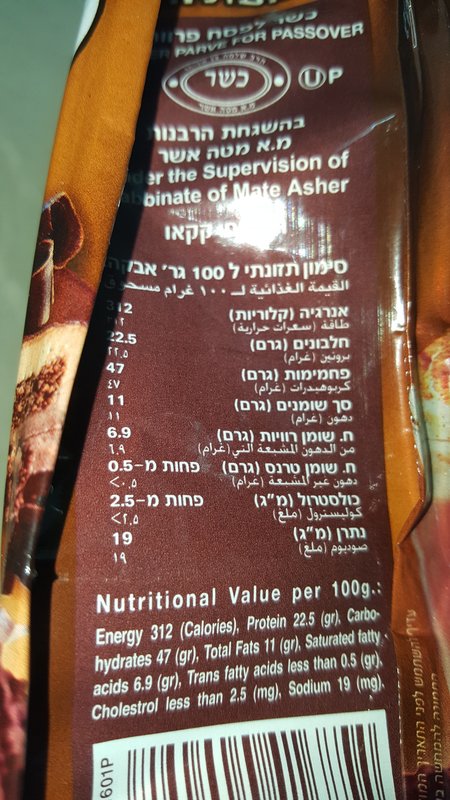 כשר לפסח פרווה
PARVE FOR PASSOVER
כשר
מ.א מטה אשר
U P
בהשגחת הרבנות
מ.א מטה אשר
the Supervision of
of Mate Asher
קקאו
סימון תזונתי ל 100 גר' אבקה
القيمة الغذائية لـ ١٠٠ غرام مسحوق
אנרגיה (קלוריות) 312
طاقة (سعرات حرارية) ٣١٢
חלבונים (גרם) 22.5
بروتين (غرام) ٢٢.٥
פחמימות (גרם) 47
كربوهيدرات (غرام) ٤٧
סך שומנים (גרם) 11
دهون (غرام) ١١
ח. שומן רוויות (גרם) 6.9
من الدهون المشبعة الني (غرام) ٦.٩
ח. שומן טרנס (גרם) פחות מ-0.5
دهون غير المشبعة (غرام) <٠.٥
כולסטרול (מ"ג) פחות מ-2.5
كوليسترول (ملغ) <٢.٥
נתרן (מ"ג) 19
صوديوم (ملغ) ١٩
Nutritional Value per 100g.:
Energy 312 (Calories), Protein 22.5 (gr), Carbo-
hydrates 47 (gr), Total Fats 11 (gr), Saturated fatty
acids 6.9 (gr), Trans fatty acids less than 0.5 (gr),
Cholestrol less than 2.5 (mg), Sodium 19 (mg).
601P